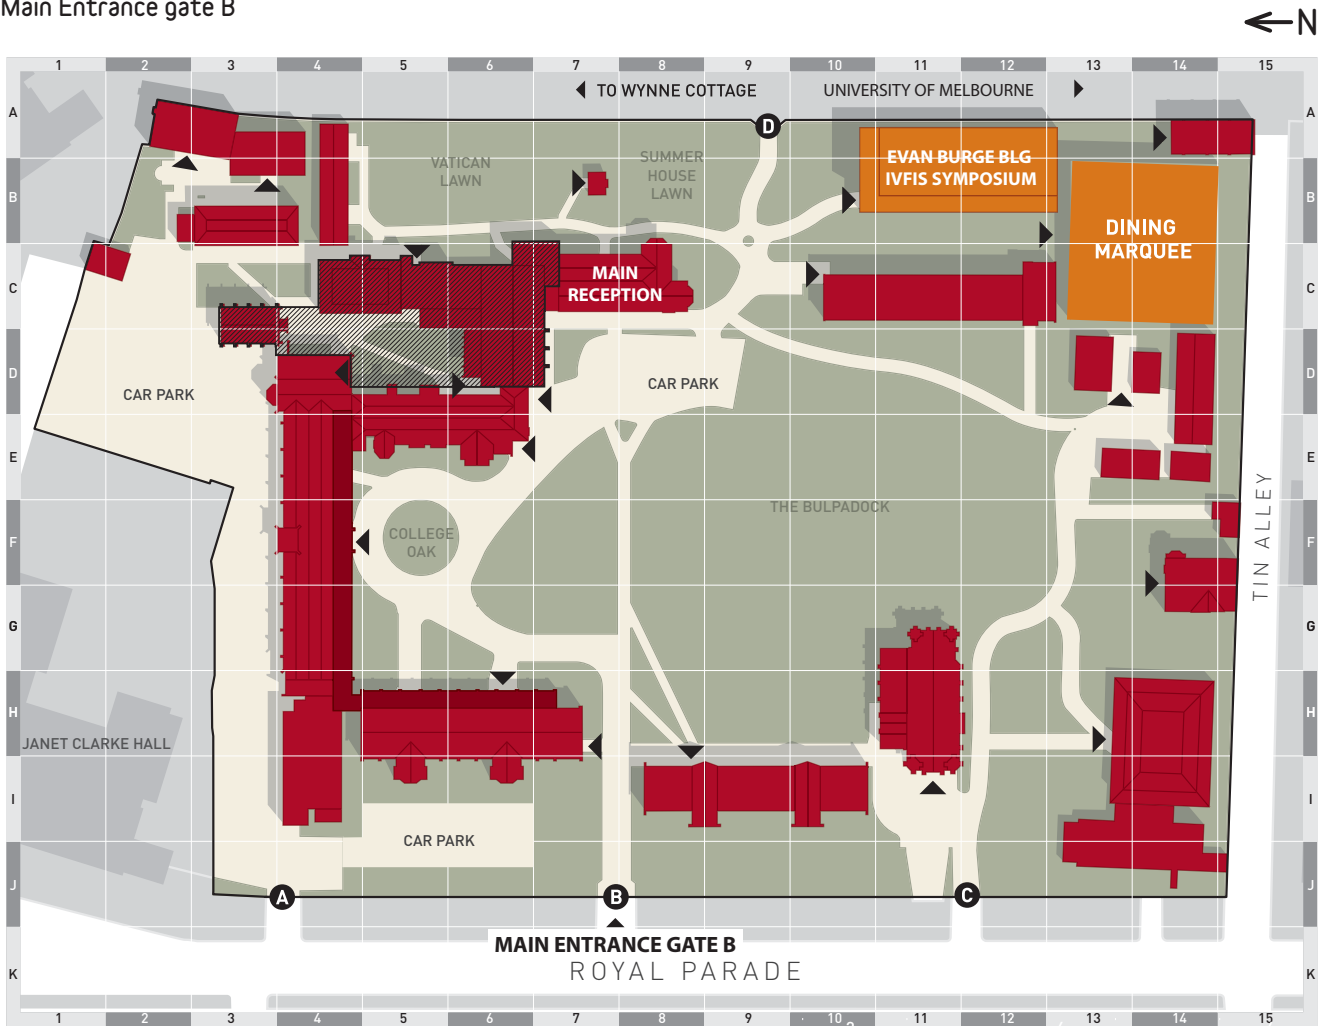 Main Entrance gate B
N
1 2 3 4 5 6 7 8 9 10 11 12 13 14 15
TO WYNNE COTTAGE
UNIVERSITY OF MELBOURNE
A A
D
VATICAN
LAWN
SUMMER
HOUSE
LAWN
EVAN BURGE BLG
IVFIS SYMPOSIUM
B B
DINING
MARQUEE
MAIN
RECEPTION
C C
CAR PARK
CAR PARK
D D
E E
THE BULPADOCK
COLLEGE
OAK
TIN ALLEY
F F
G G
H H
JANET CLARKE HALL
I I
CAR PARK
J J
A
B
C
MAIN ENTRANCE GATE B
ROYAL PARADE
K K
1 2 3 4 5 6 7 8 9 10 11 12 13 14 15